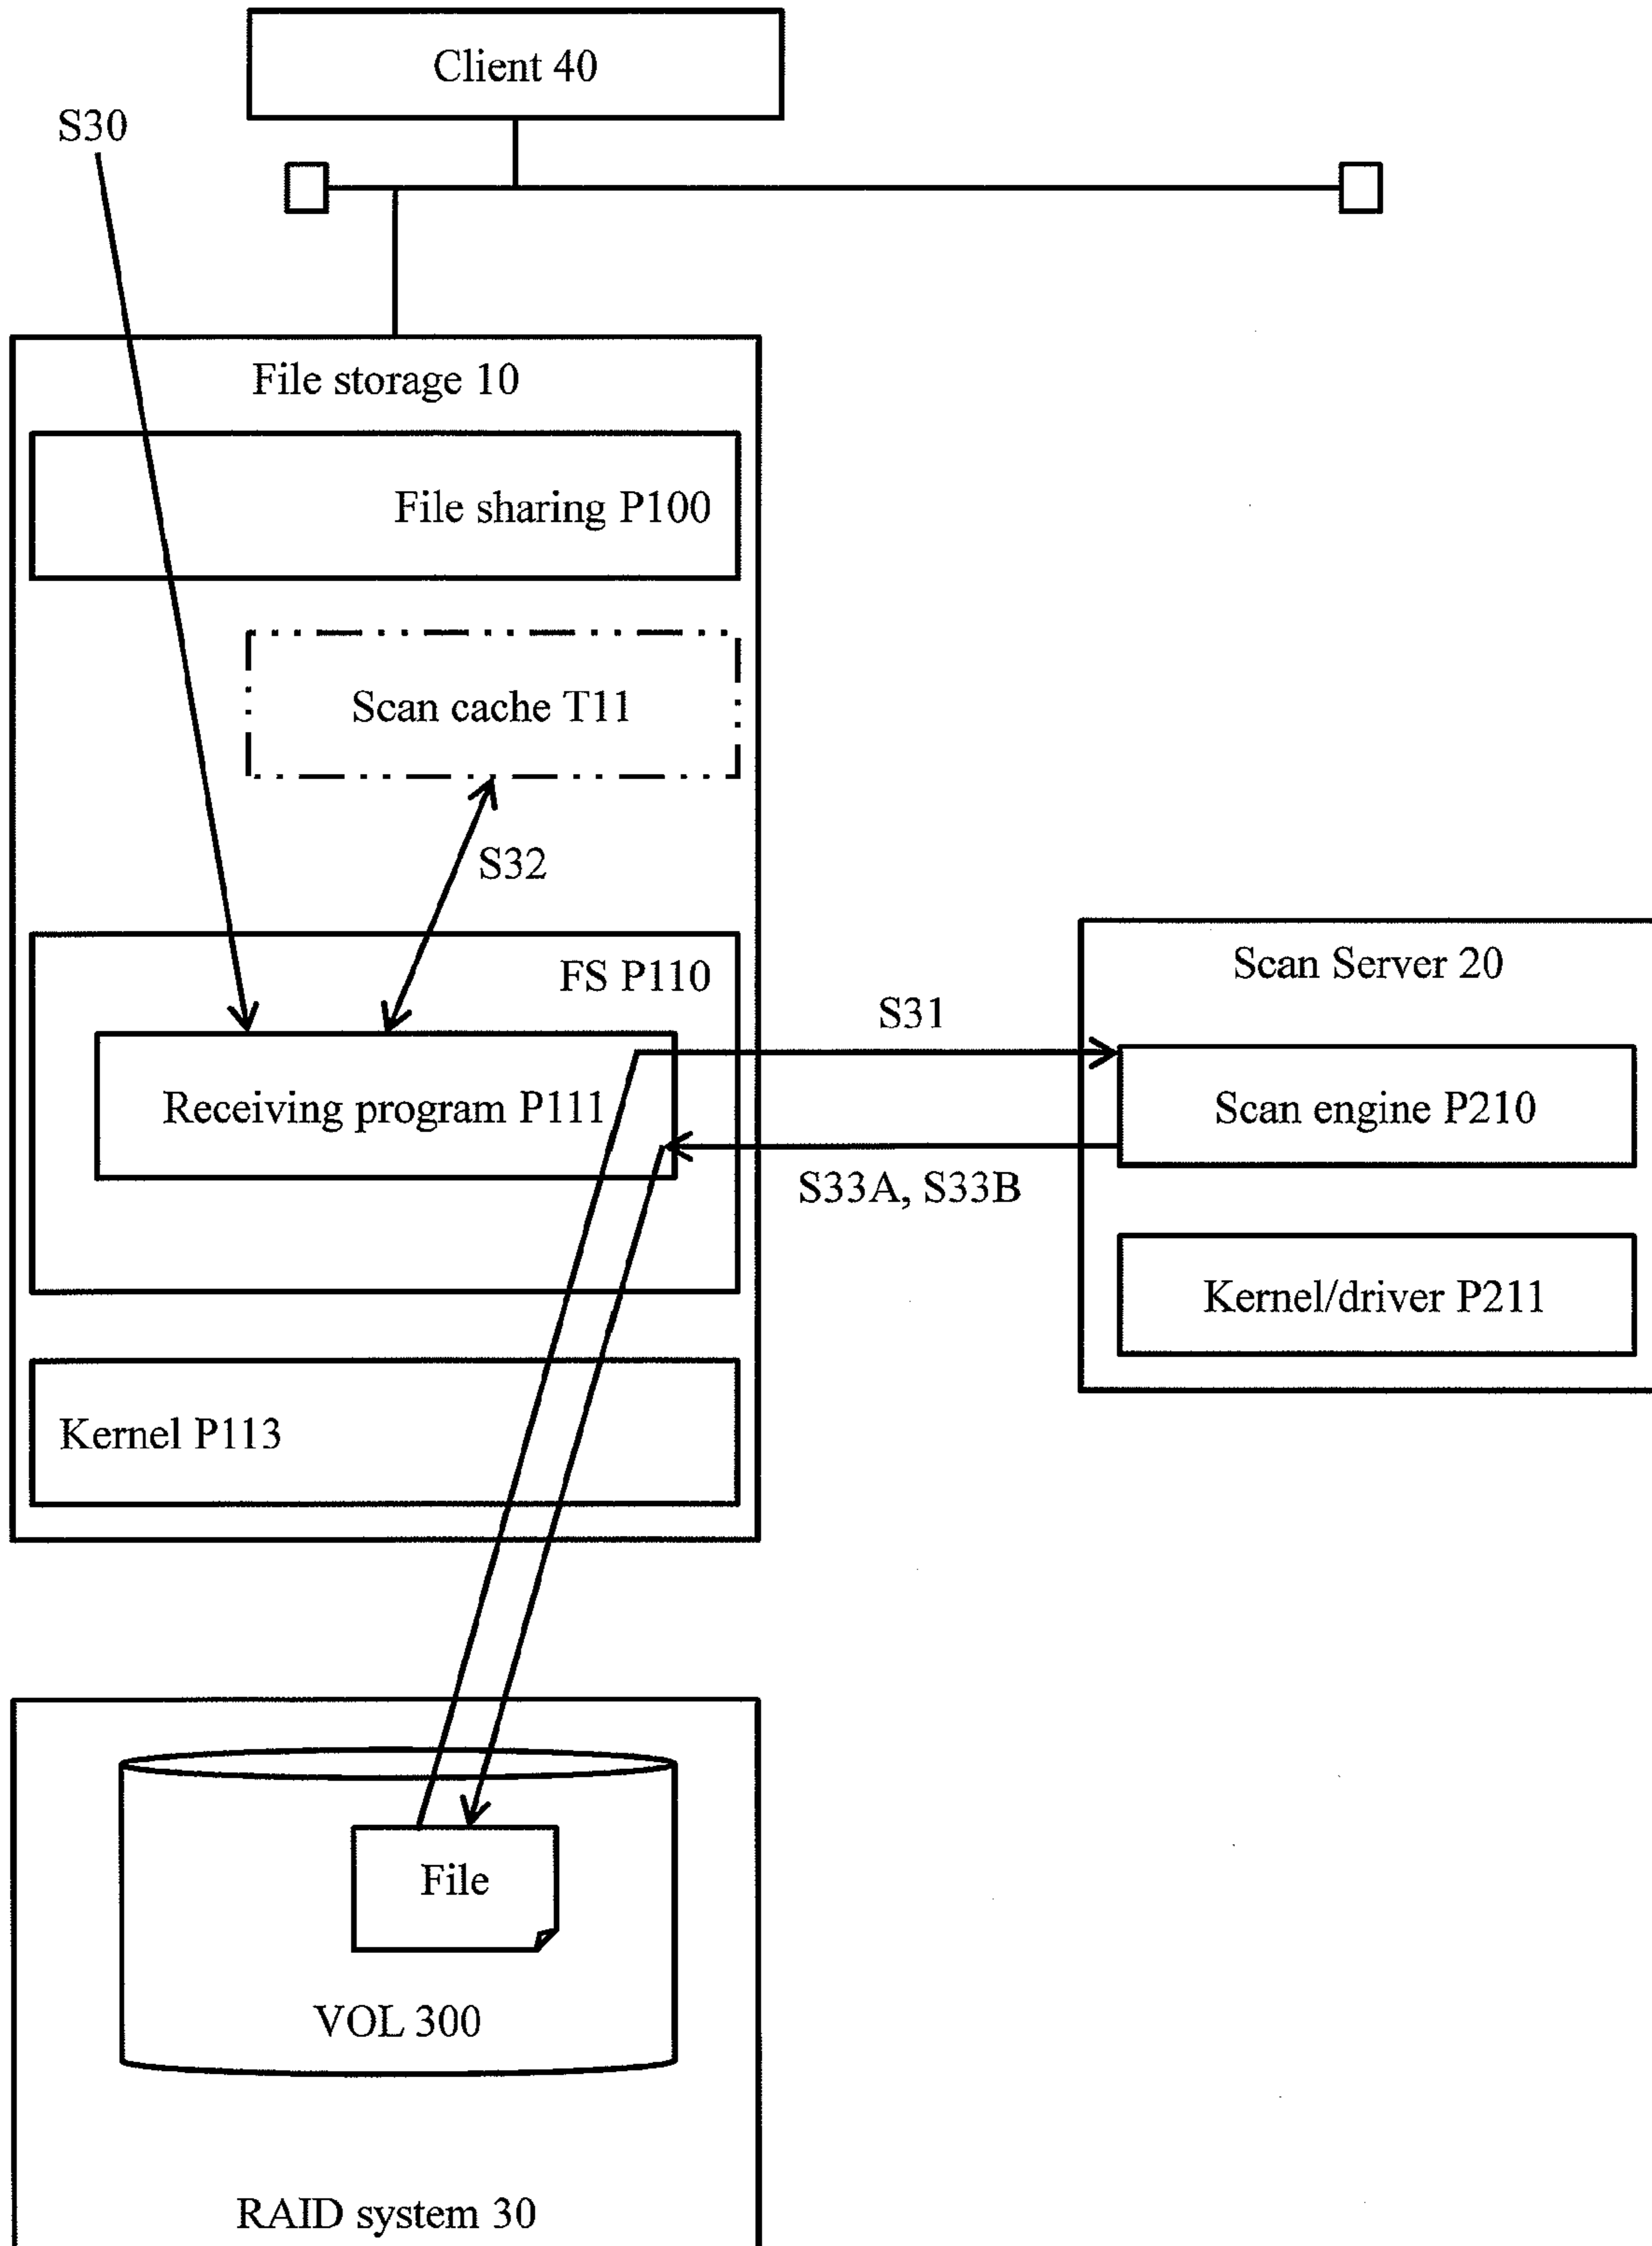 Client 40
S30
File storage 10
File sharing P100
Scan cache T11
S32
FS P110
Scan Server 20
S31
Receiving program P111
Scan engine P210
S33A, S33B
Kernel/driver P211
Kernel P113
File
VOL 300
RAID system 30